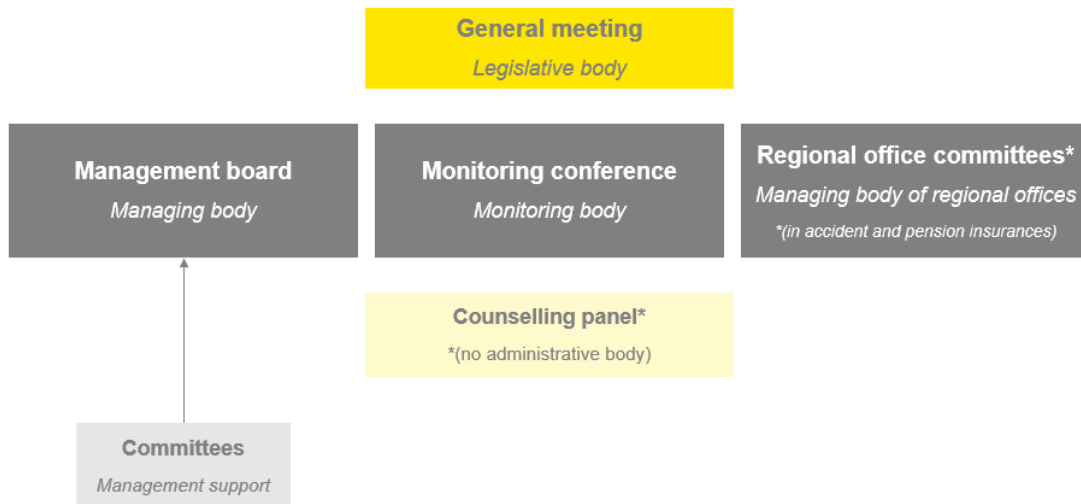 General meeting
Legislative body
Management board
Managing body
Monitoring conference
Monitoring body
Regional office committees*
Managing body of regional offices
*(in accident and pension insurances)
Counselling panel*
*(no administrative body)
Committees
Management support